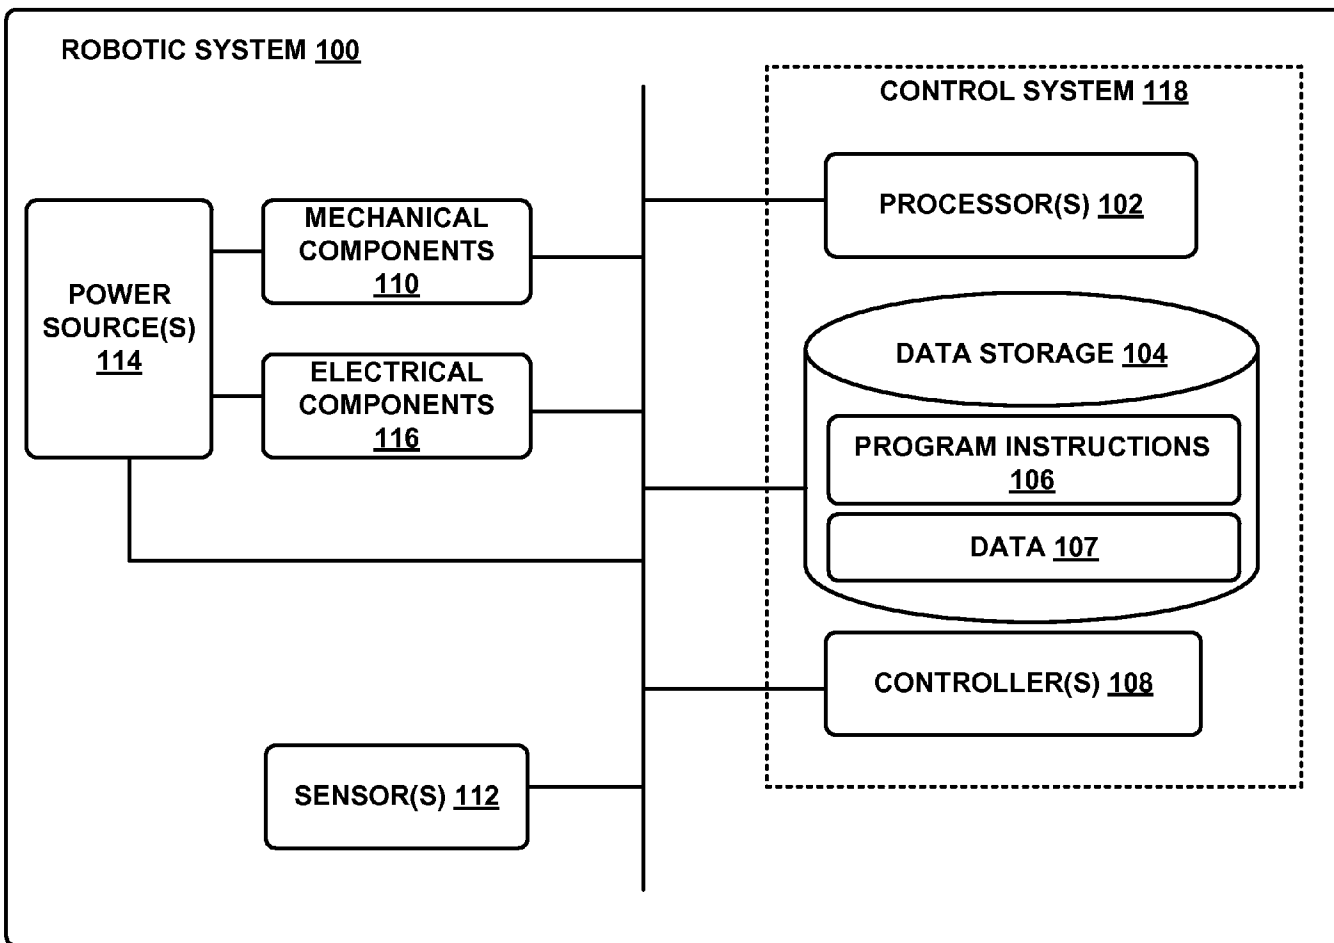 ROBOTIC SYSTEM 100
CONTROL SYSTEM 118
PROCESSOR(S) 102
MECHANICAL
COMPONENTS
110
POWER
SOURCE(S)
114
ELECTRICAL
COMPONENTS
116
DATA STORAGE 104
PROGRAM INSTRUCTIONS
106
DATA 107
CONTROLLER(S) 108
SENSOR(S) 112